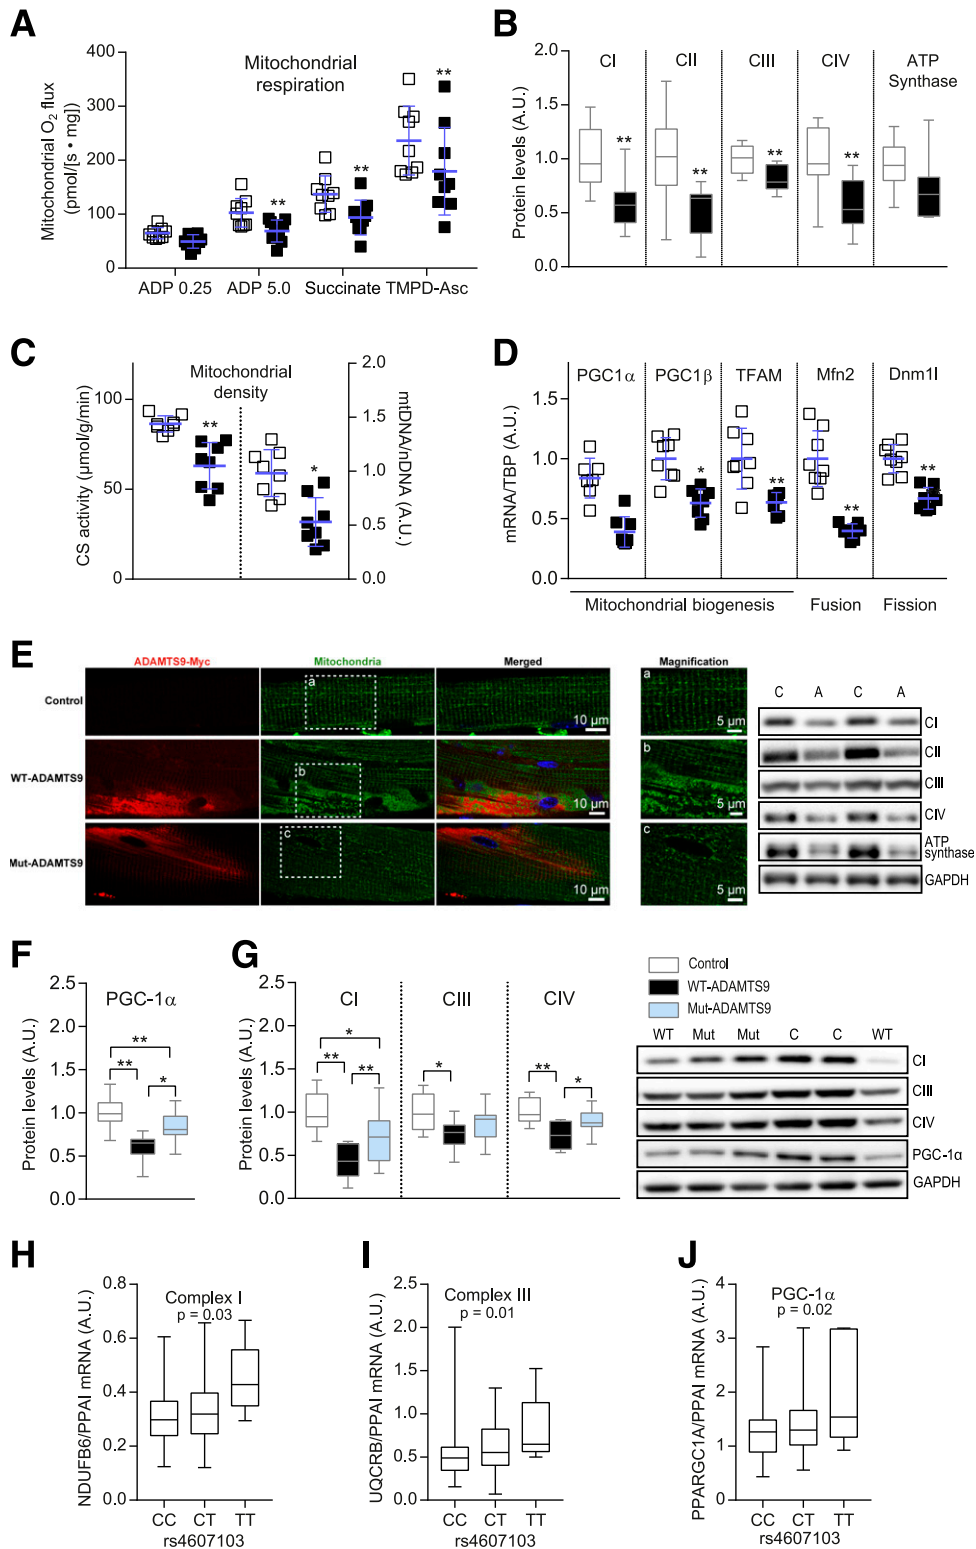 A
Mitochondrial
respiration
Mitochondrial O2 flux
(pmol/[s • mg])
400
300
200
100
0
ADP 0.25 ADP 5.0 Succinate TMPD-Asc
** ** **
B
Protein levels (A.U.)
2.0
1.5
1.0
0.5
0.0
CI CII CIII CIV ATP
Synthase
** ** ** **
C
Mitochondrial
density
CS activity (µmol/g/min)
100
50
0
mtDNA/nDNA (A.U.)
2.0
1.5
1.0
0.5
0.0
** *
D
mRNA/TBP (A.U.)
1.5
1.0
0.5
0.0
PGC1α PGC1β TFAM Mfn2 Dnm1l
* ** ** **
Mitochondrial biogenesis Fusion Fission
E
ADAMTS9-Myc Mitochondria Merged Magnification
Control
a
10 µm
a
5 µm
WT-ADAMTS9
b
10 µm
b
5 µm
Mut-ADAMTS9
c
10 µm
c
5 µm
C A C A
CI
CII
CIII
CIV
ATP
synthase
GAPDH
F
Protein levels (A.U.)
2.5
2.0
1.5
1.0
0.5
0.0
PGC-1α
**
**
*
G
Protein levels (A.U.)
2.5
2.0
1.5
1.0
0.5
0.0
CI CIII CIV
*
** **
*
**
*
Control
WT-ADAMTS9
Mut-ADAMTS9
WT Mut Mut C C WT
CI
CIII
CIV
PGC-1α
GAPDH
H
Complex I
p = 0.03
NDUFB6/PPAI mRNA (A.U.)
0.8
0.6
0.4
0.2
0.0
CC CT TT
rs4607103
I
Complex III
p = 0.01
UQCRB/PPAI mRNA (A.U.)
2.5
2.0
1.5
1.0
0.5
0.0
CC CT TT
rs4607103
J
PGC-1α
p = 0.02
PPARGC1A/PPAI mRNA (A.U.)
4
3
2
1
0
CC CT TT
rs4607103